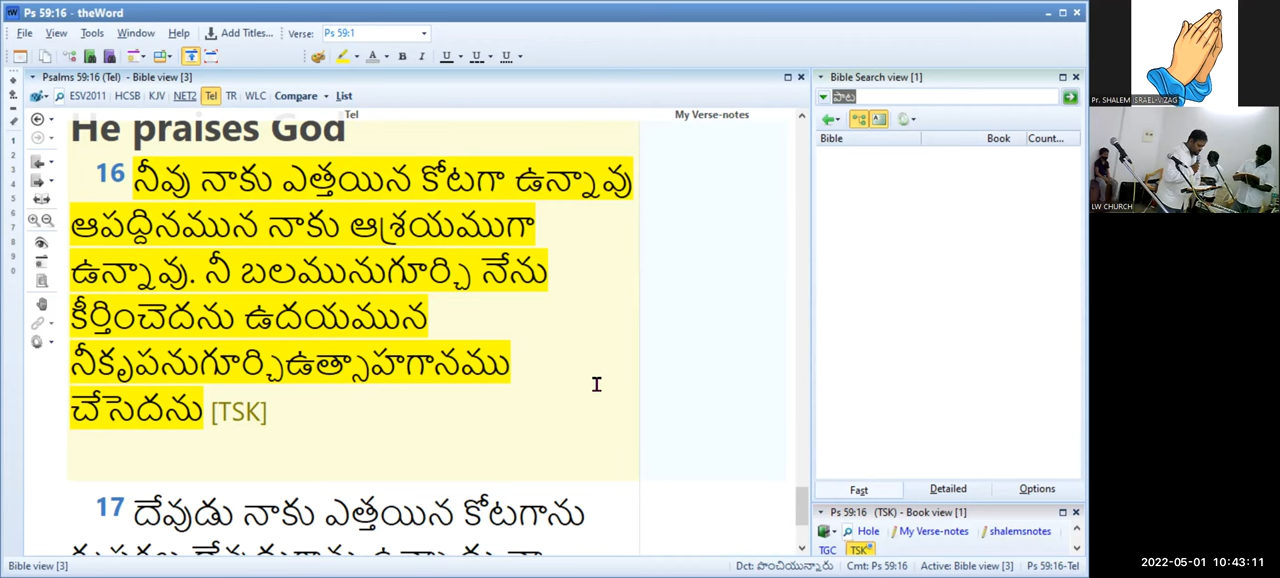 Ps 59:16 - theWord
File View Tools Window Help Add Titles... Verse: Ps 59:1
Psalms 59:16 (Tel) - Bible view [3]
ESV2011 HCSB KJV NET2 Tel TR WLC Compare List
Tel My Verse-notes
He praises God
16 నీవు నాకు ఎత్తయిన కోటగా ఉన్నావు
ఆపద్దినమున నాకు ఆశ్రయముగా
ఉన్నావు. నీ బలమునుగూర్చి నేను
కీర్తించెదను ఉదయమున
నీకృపనుగూర్చిఉత్సాహగానము
చేసెదను [TSK]
17 దేవుడు నాకు ఎత్తయిన కోటగాను
Bible view [3] Dct: పొంచియున్నారు Cmt: Ps 59:16 Active: Bible view [3] Ps 59:16-Tel
Bible Search view [1]
పాట
Bible Book Count...
Fast Detailed Options
Ps 59:16 (TSK) - Book view [1]
Hole My Verse-notes shalemsnotes
TGC TSK
Pr. SHALEM ISRAEL-VIZAG
LW CHURCH
2022-05-01 10:43:11